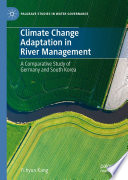 PALGRAVE STUDIES IN WATER GOVERNANCE
Climate Change
Adaptation in
River Management
A Comparative Study of
Germany and South Korea
Yi hyun Kang